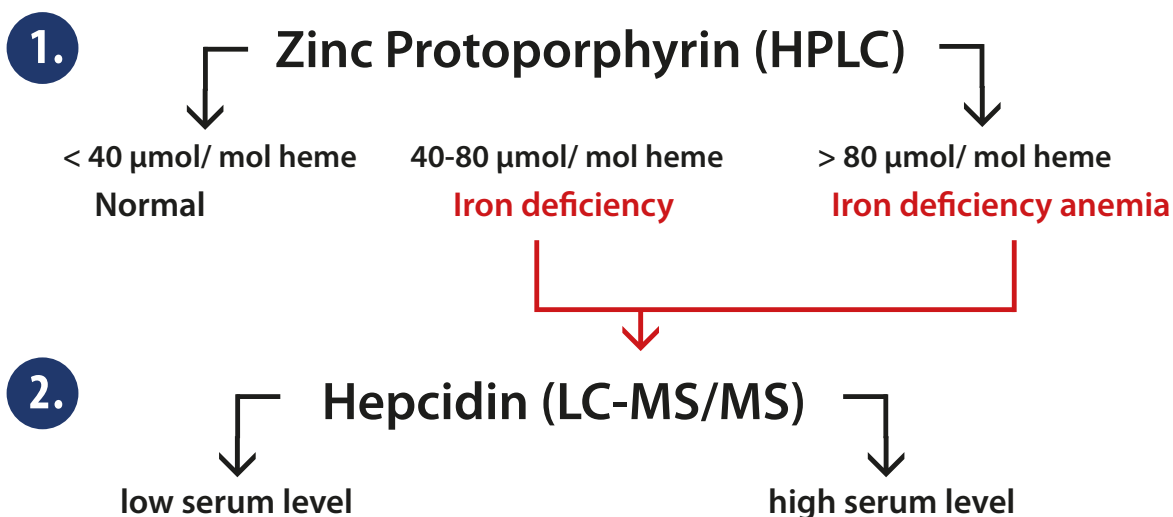 1.
Zinc Protoporphyrin (HPLC)
< 40 µmol/ mol heme
40-80 µmol/ mol heme
> 80 µmol/ mol heme
Normal
Iron deficiency
Iron deficiency anemia
2.
Hepcidin (LC-MS/MS)
low serum level
high serum level